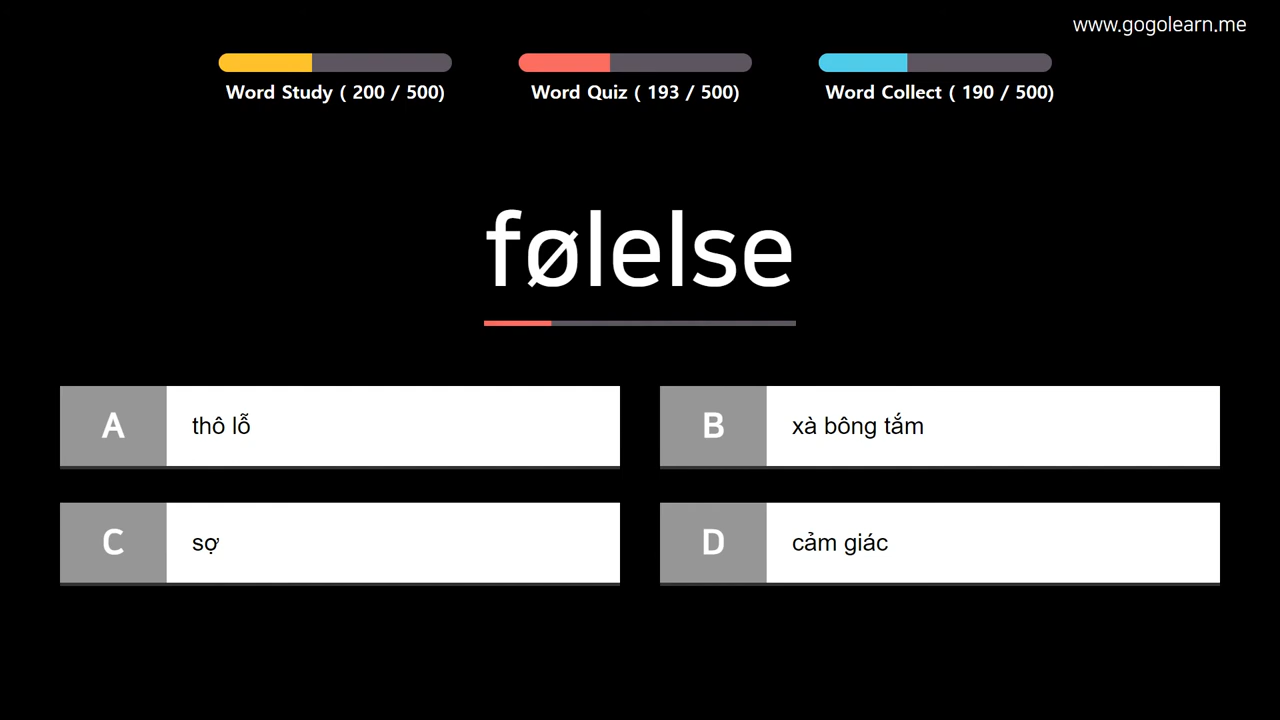 www.gogolearn.me
Word Study ( 200 / 500)
Word Quiz ( 193 / 500)
Word Collect ( 190 / 500)
følelse
A
thô lỗ
B
xà bông tắm
C
sợ
D
cảm giác